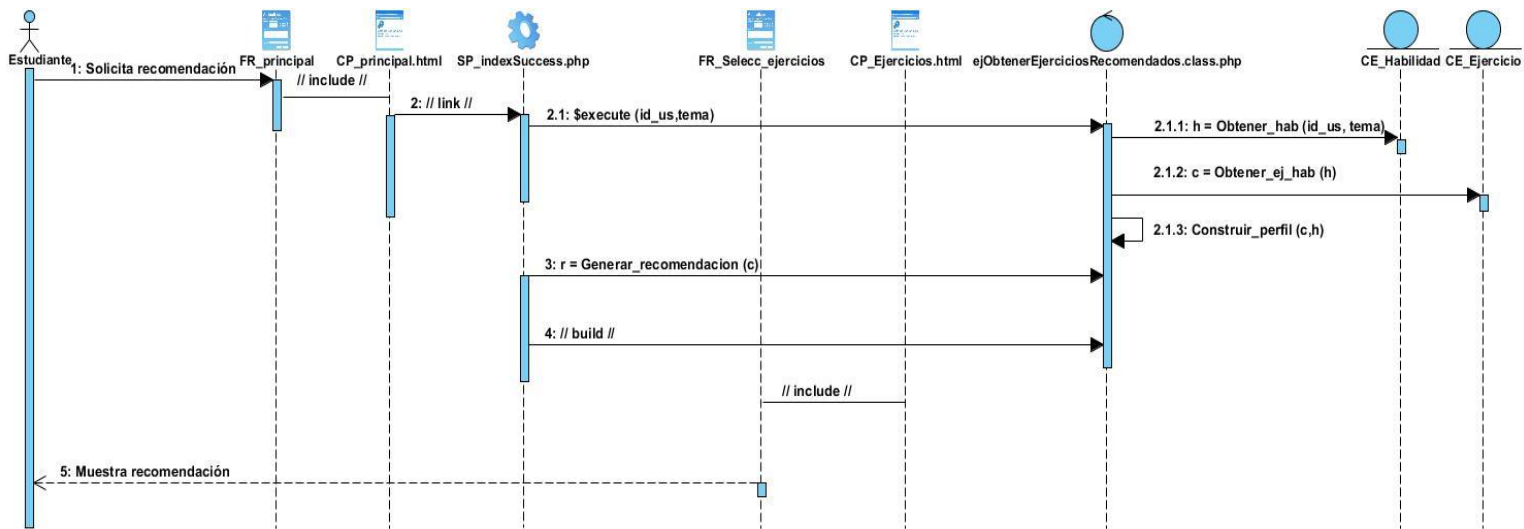 Estudiante
FR_principal
CP_principal.html
SP_indexSuccess.php
FR_Selecc_ejercicios
CP_Ejercicios.html
ejObtenerEjerciciosRecomendados.class.php
CE_Habilidad
CE_Ejercicio
1: Solicita recomendación
// include //
2: // link //
2.1: $execute (id_us,tema)
2.1.1: h = Obtener_hab (id_us, tema)
2.1.2: c = Obtener_ej_hab (h)
2.1.3: Construir_perfil (c,h)
3: r = Generar_recomendacion (c)
4: // build //
// include //
5: Muestra recomendación